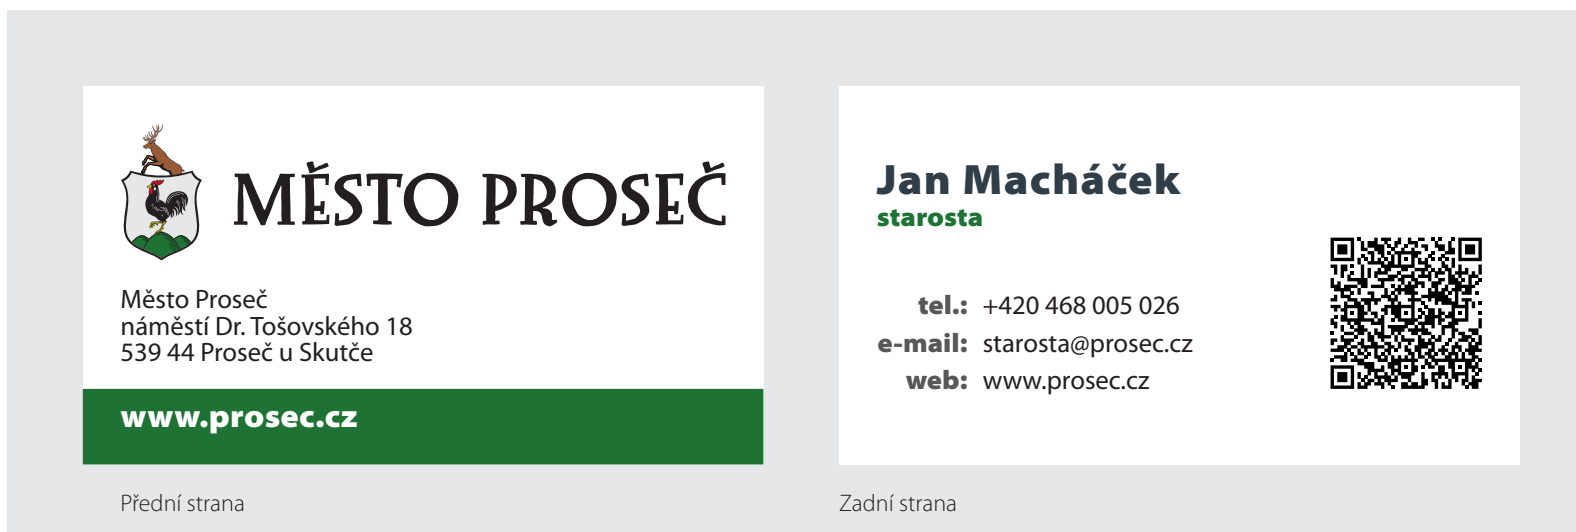 MĚSTO PROSEČ
Město Proseč
náměstí Dr. Tošovského 18
539 44 Proseč u Skutče
www.prosec.cz
Přední strana
Jan Macháček
starosta
tel.: +420 468 005 026
e-mail: starosta@prosec.cz
web: www.prosec.cz
Zadní strana